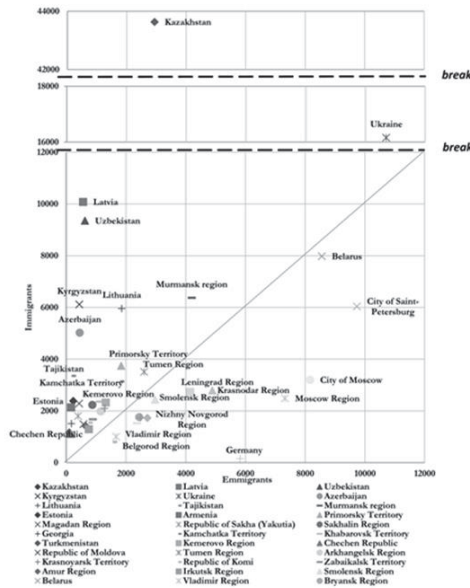 44000
Kazakhstan
42000
break
18000
Ukraine
16000
break
12000
Latvia
10000
Uzbekistan
8000
Belarus
Kyrgyzstan
Lithuania
Murmansk region
City of Saint-
Petersburg
6000
Azerbaijan
Immigrants
Primorsky Territory
Tumen Region
4000
Tajikistan
Kamchatka Territory
Leningrad Region
City of Moscow
Kemerovo Region
Krasnodar Region
Estonia
Smolensk Region
Moscow Region
2000
Nizhny Novgorod
Region
Chechen Republic
Vladimir Region
Belgorod Region
Germany
0
0 2000 4000 6000 8000 10000 12000
Emmigrants
Kazakhstan Latvia Uzbekistan
Kyrgyzstan Ukraine Azerbaijan
Lithuania Tajikistan Murmansk region
Estonia Armenia Primorsky Territory
Magadan Region Republic of Sakha (Yakutia) Sakhalin Region
Georgia Kamchatka Territory Khabarovsk Territory
Turkmenistan Kemerovo Region Chechen Republic
Republic of Moldova Tumen Region Arkhangelsk Region
Krasnoyarsk Territory Republic of Komi Zabaikalsk Territory
Amur Region Irkutsk Region Smolensk Region
Belarus Vladimir Region Bryansk Region